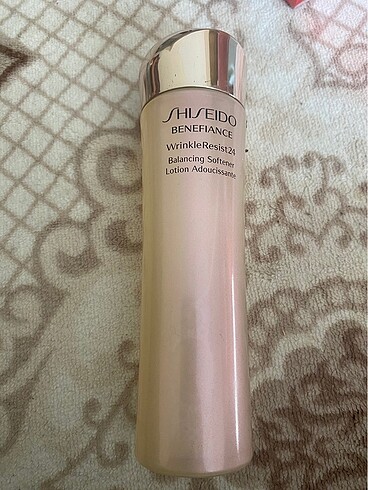 SHISEIDO
BENEFIANCE
WrinkleResist24
Balancing Softener
Lotion Adoucissante